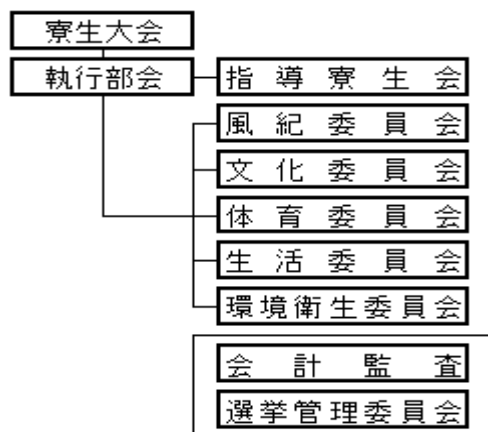 寮生大会
執行部会
指導寮生会
風紀委員会
文化委員会
体育委員会
生活委員会
環境衛生委員会
会計監査
選挙管理委員会